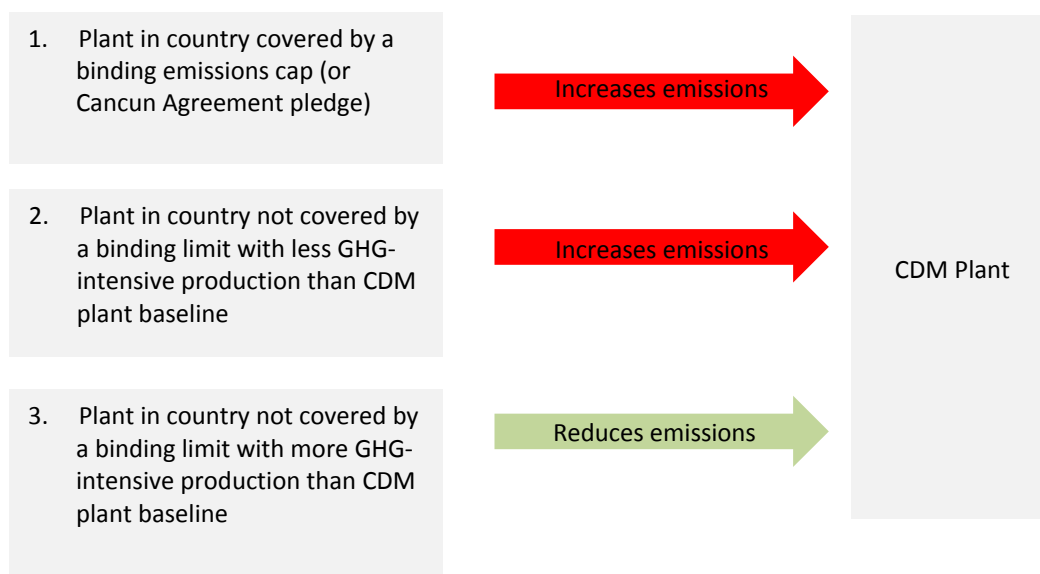 1. Plant in country covered by a
binding emissions cap (or
Cancun Agreement pledge)
Increases emissions
2. Plant in country not covered by
a binding limit with less GHG-
intensive production than CDM
plant baseline
Increases emissions
CDM Plant
3. Plant in country not covered by
a binding limit with more GHG-
intensive production than CDM
plant baseline
Reduces emissions